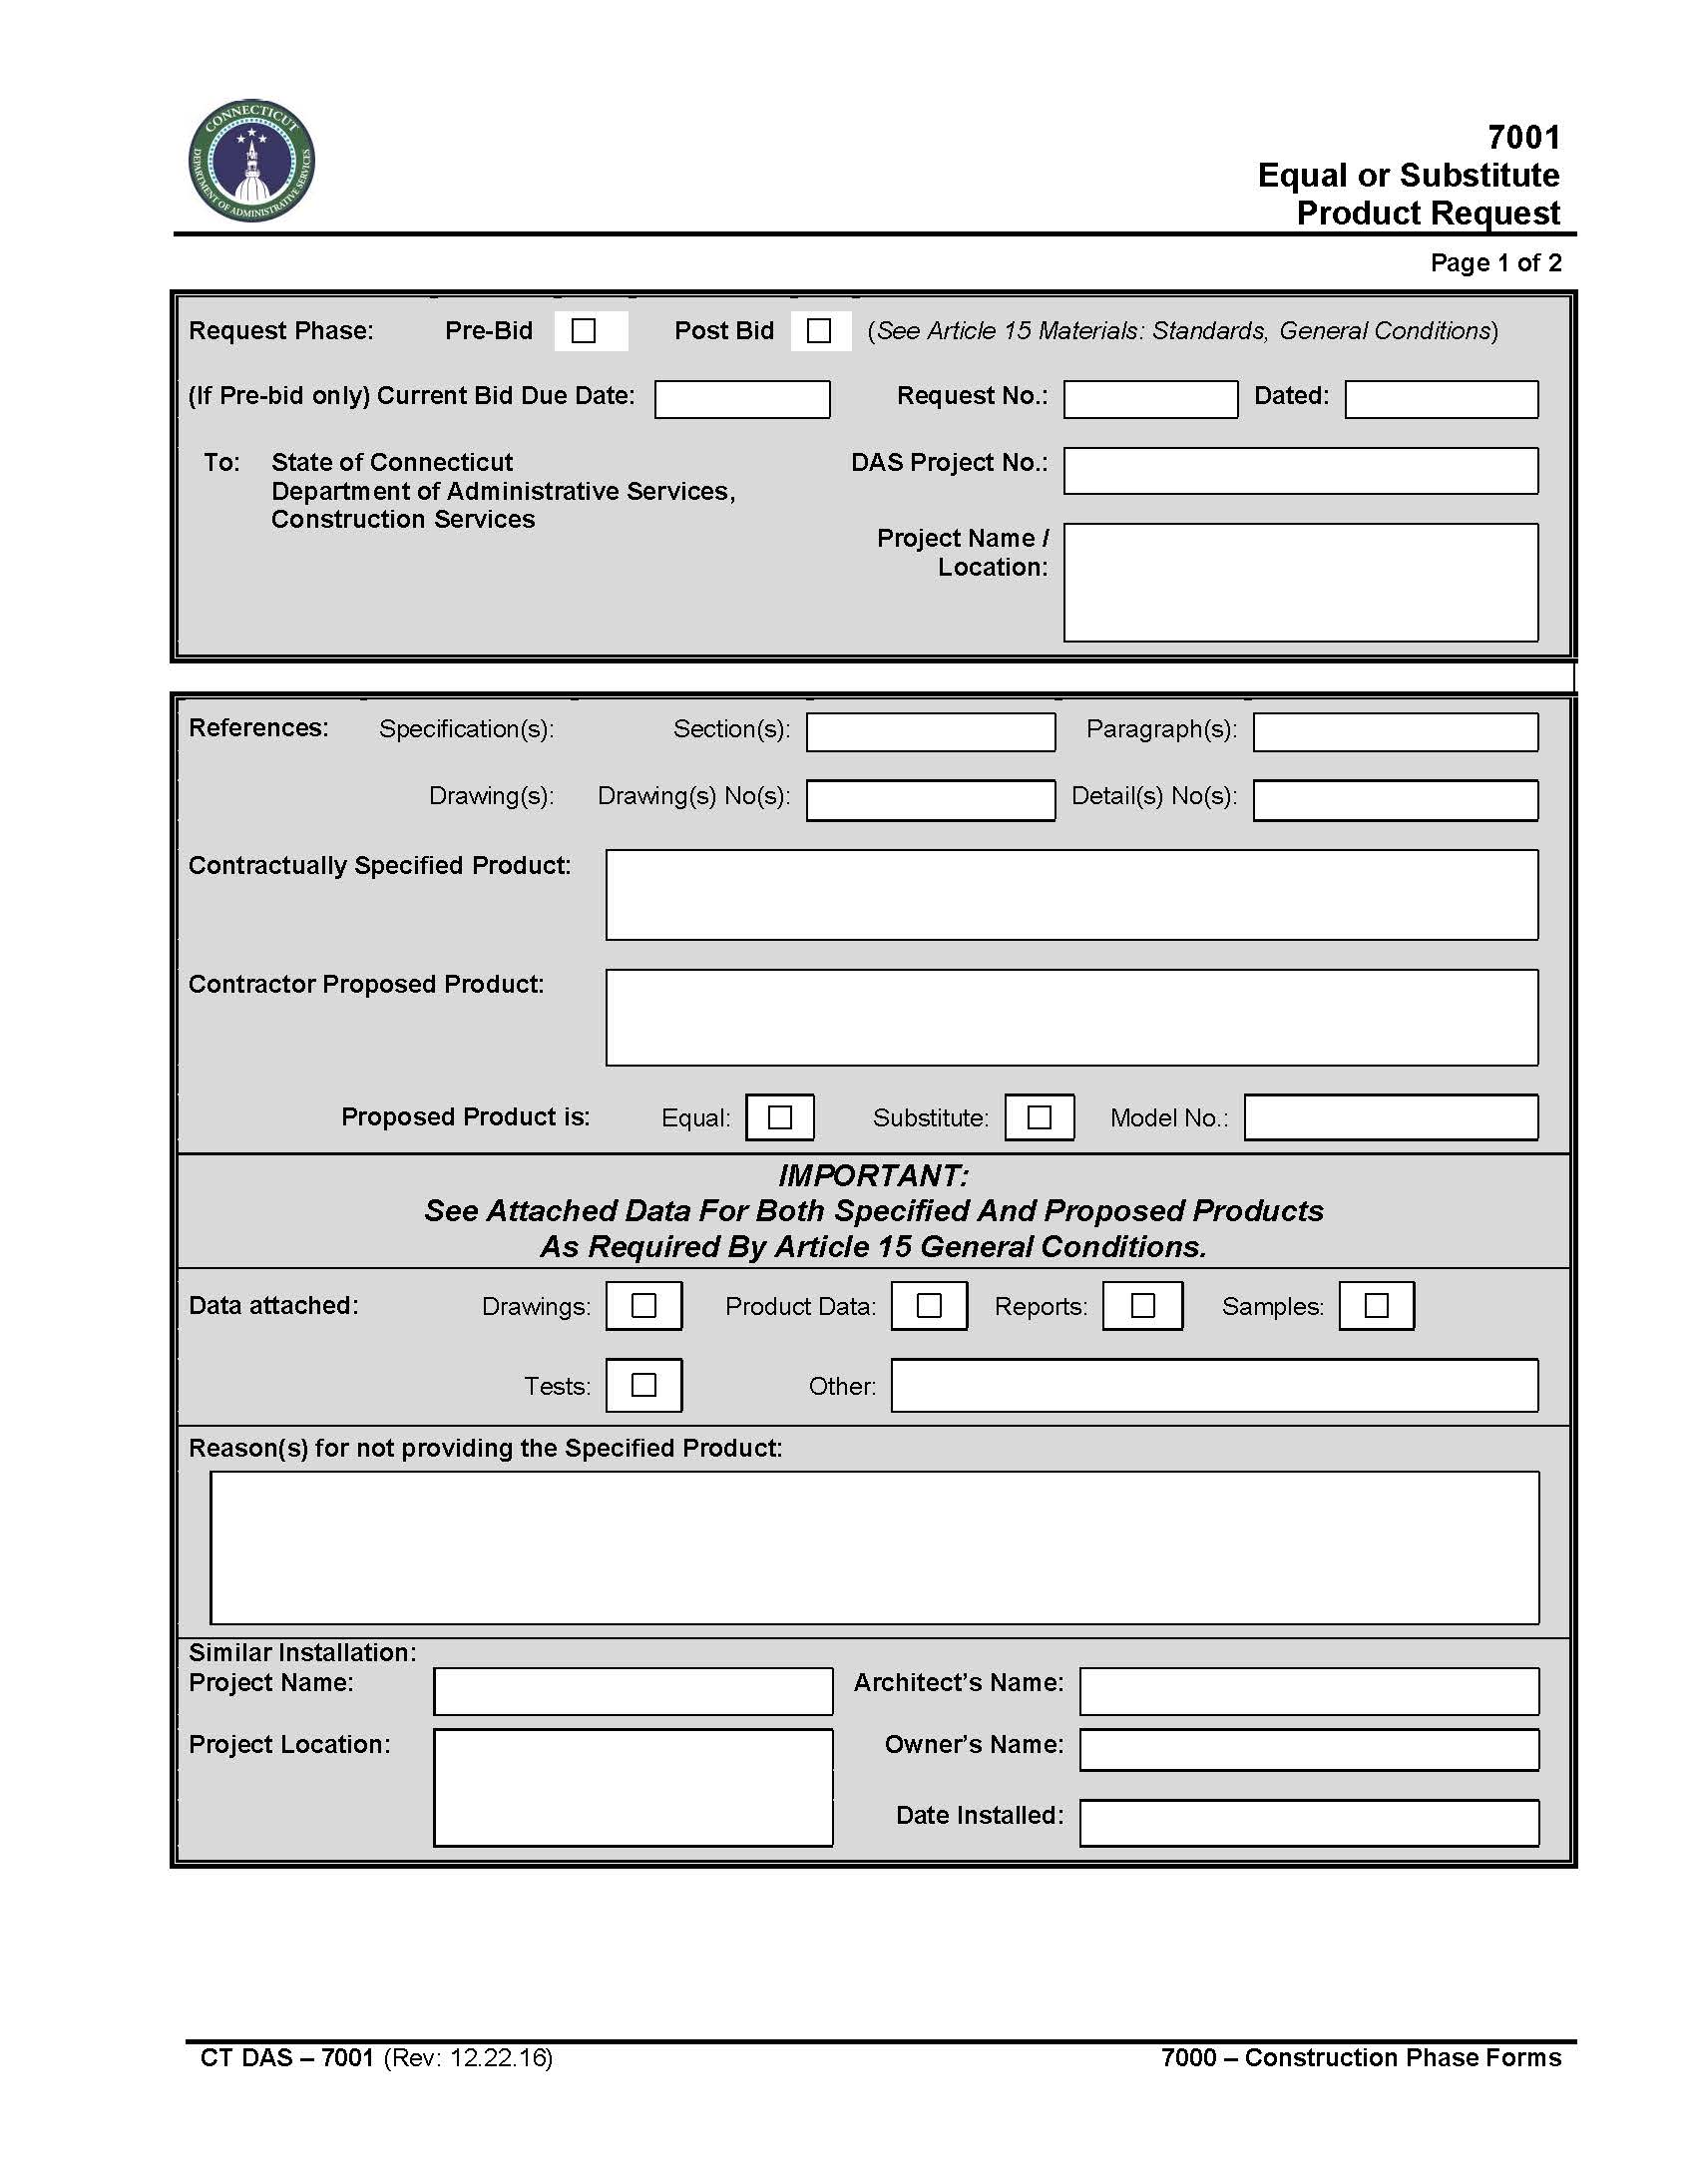 CONNECTICUT
DEPARTMENT OF ADMINISTRATIVE SERVICES
7001
Equal or Substitute
Product Request
Page 1 of 2
Request Phase: Pre-Bid ☐ Post Bid ☐ (See Article 15 Materials: Standards, General Conditions)
(If Pre-bid only) Current Bid Due Date: Request No.: Dated:
To: State of Connecticut DAS Project No.:
Department of Administrative Services,
Construction Services
Project Name /
Location:
References: Specification(s): Section(s): Paragraph(s):
Drawing(s): Drawing(s) No(s): Detail(s) No(s):
Contractually Specified Product:
Contractor Proposed Product:
Proposed Product is: Equal: ☐ Substitute: ☐ Model No.:
IMPORTANT:
See Attached Data For Both Specified And Proposed Products
As Required By Article 15 General Conditions.
Data attached: Drawings: ☐ Product Data: ☐ Reports: ☐ Samples: ☐
Tests: ☐ Other:
Reason(s) for not providing the Specified Product:
Similar Installation:
Project Name: Architect’s Name:
Project Location: Owner’s Name:
Date Installed:
CT DAS – 7001 (Rev: 12.22.16) 7000 – Construction Phase Forms